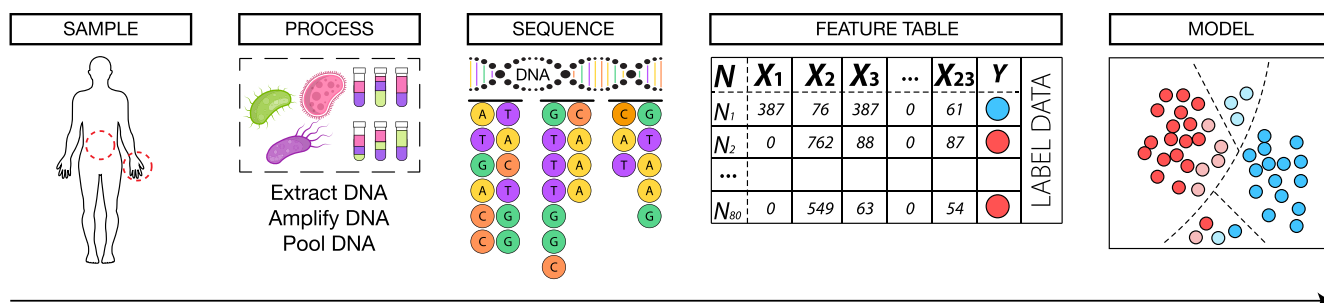 SAMPLE
PROCESS
Extract DNA
Amplify DNA
Pool DNA
SEQUENCE
DNA
A T G C C G
T A T A A T
G C T A T A
A T T A A
C G G G
C G G
C
FEATURE TABLE
N X1 X2 X3 ... X23 Y
N1 387 76 387 0 61
N2 0 762 88 0 87
...
N80 0 549 63 0 54
LABEL DATA
MODEL